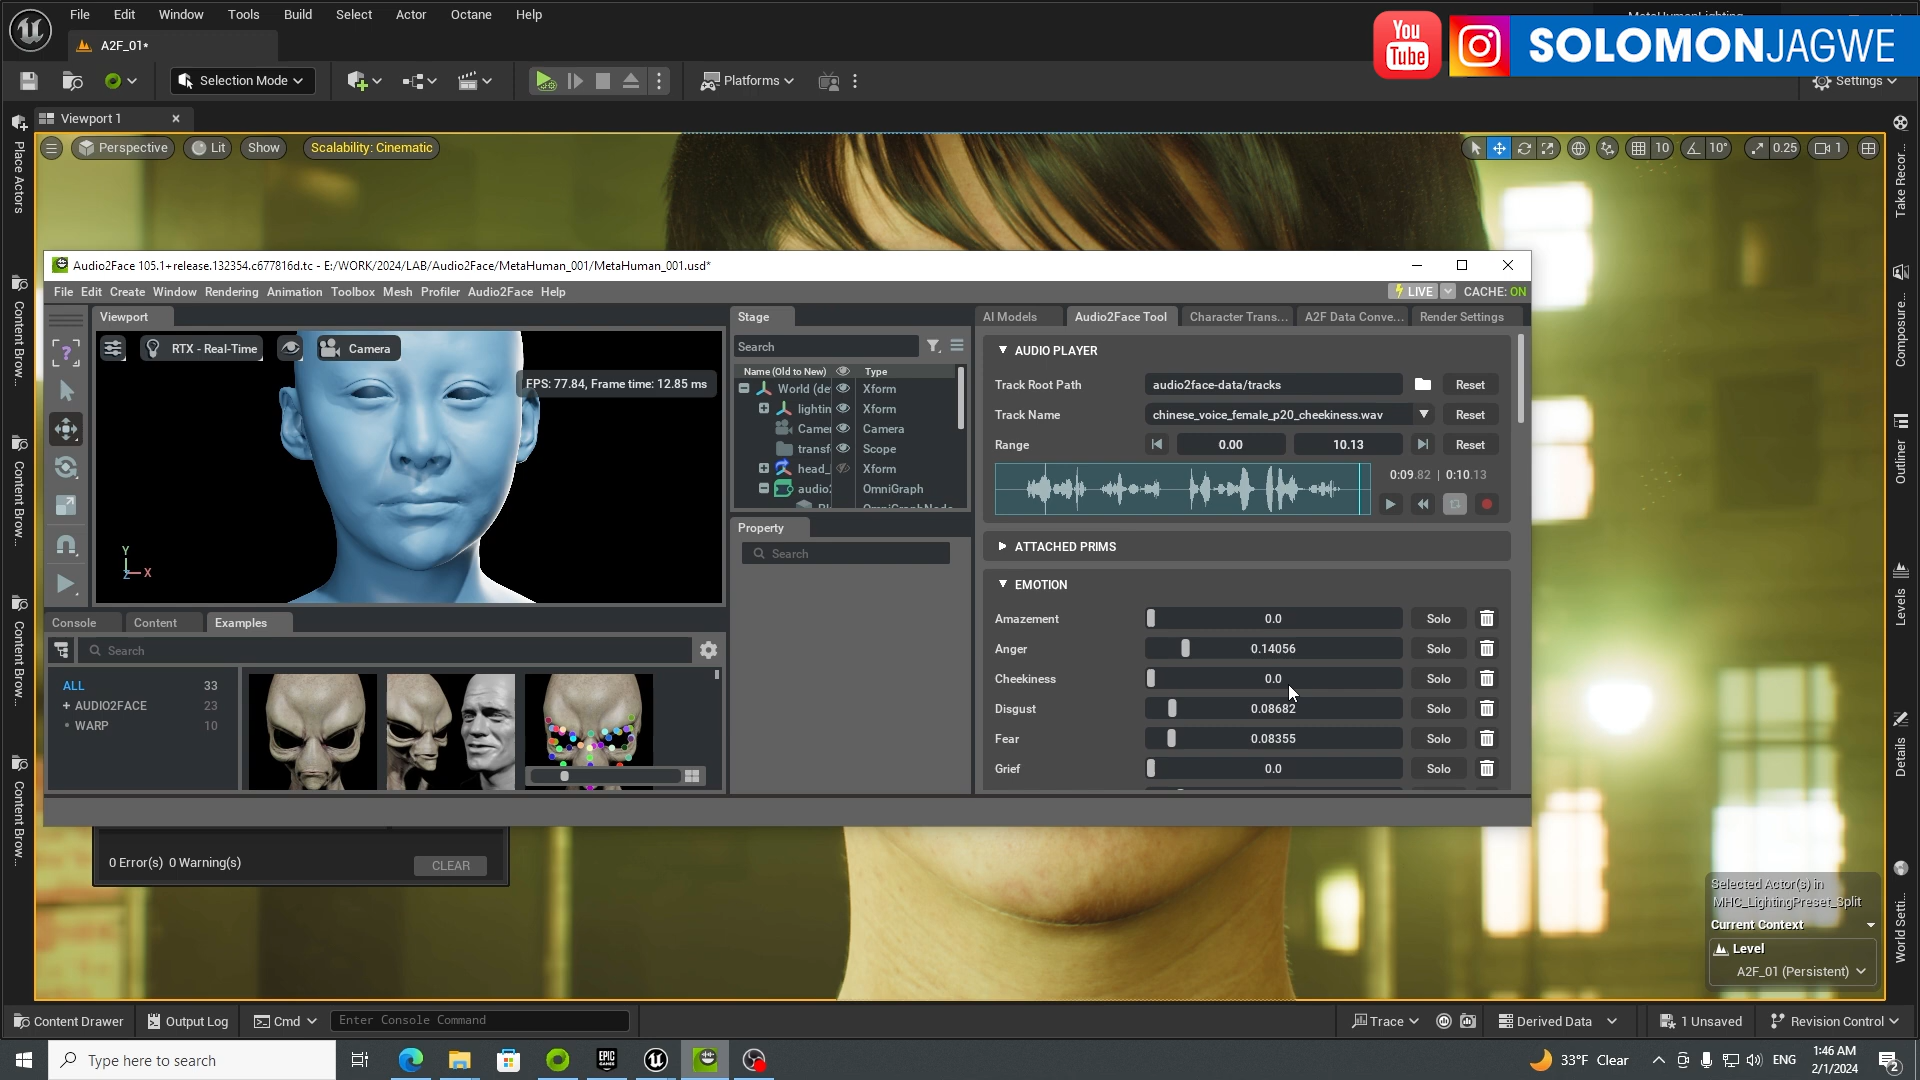 File Edit Window Tools Build Select Actor Octane Help
A2F_01*
You Tube
SOLOMONJAGWE
Selection Mode
Platforms
Settings
Viewport 1
Perspective Lit Show Scalability: Cinematic
10 10° 0.25 1
Place Actors
Content Brow...
Content Brow...
Content Brow...
Content Brow...
Audio2Face 105.1+release.132354.c677816d.tc - E:/WORK/2024/LAB/Audio2Face/MetaHuman_001/MetaHuman_001.usd*
File Edit Create Window Rendering Animation Toolbox Mesh Profiler Audio2Face Help
LIVE CACHE: ON
Viewport
RTX - Real-Time Camera
FPS: 77.84, Frame time: 12.85 ms
Y
Z X
Stage
Search
Name (Old to New) Type
World (de Xform
lightin Xform
Came Camera
transf Scope
head_ Xform
audio OmniGraph
Property
Search
AI Models Audio2Face Tool Character Trans... A2F Data Conve... Render Settings
AUDIO PLAYER
Track Root Path audio2face-data/tracks Reset
Track Name chinese_voice_female_p20_cheekiness.wav Reset
Range 0.00 10.13 Reset
0:09.82 | 0:10.13
ATTACHED PRIMS
EMOTION
Amazement 0.0 Solo
Anger 0.14056 Solo
Cheekiness 0.0 Solo
Disgust 0.08682 Solo
Fear 0.08355 Solo
Grief 0.0 Solo
Console Content Examples
Search
ALL 33
+ AUDIO2FACE 23
WARP 10
0 Error(s) 0 Warning(s) CLEAR
Take Recor...
Composure...
Outliner
Levels
Details
World Setti...
Selected Actor(s) in
MHC_LightingPreset_Split
Current Context
Level
A2F_01 (Persistent)
Content Drawer Output Log Cmd Enter Console Command
Trace Derived Data 1 Unsaved Revision Control
Type here to search
EPIC GAMES
33°F Clear ENG
1:46 AM
2/1/2024
2